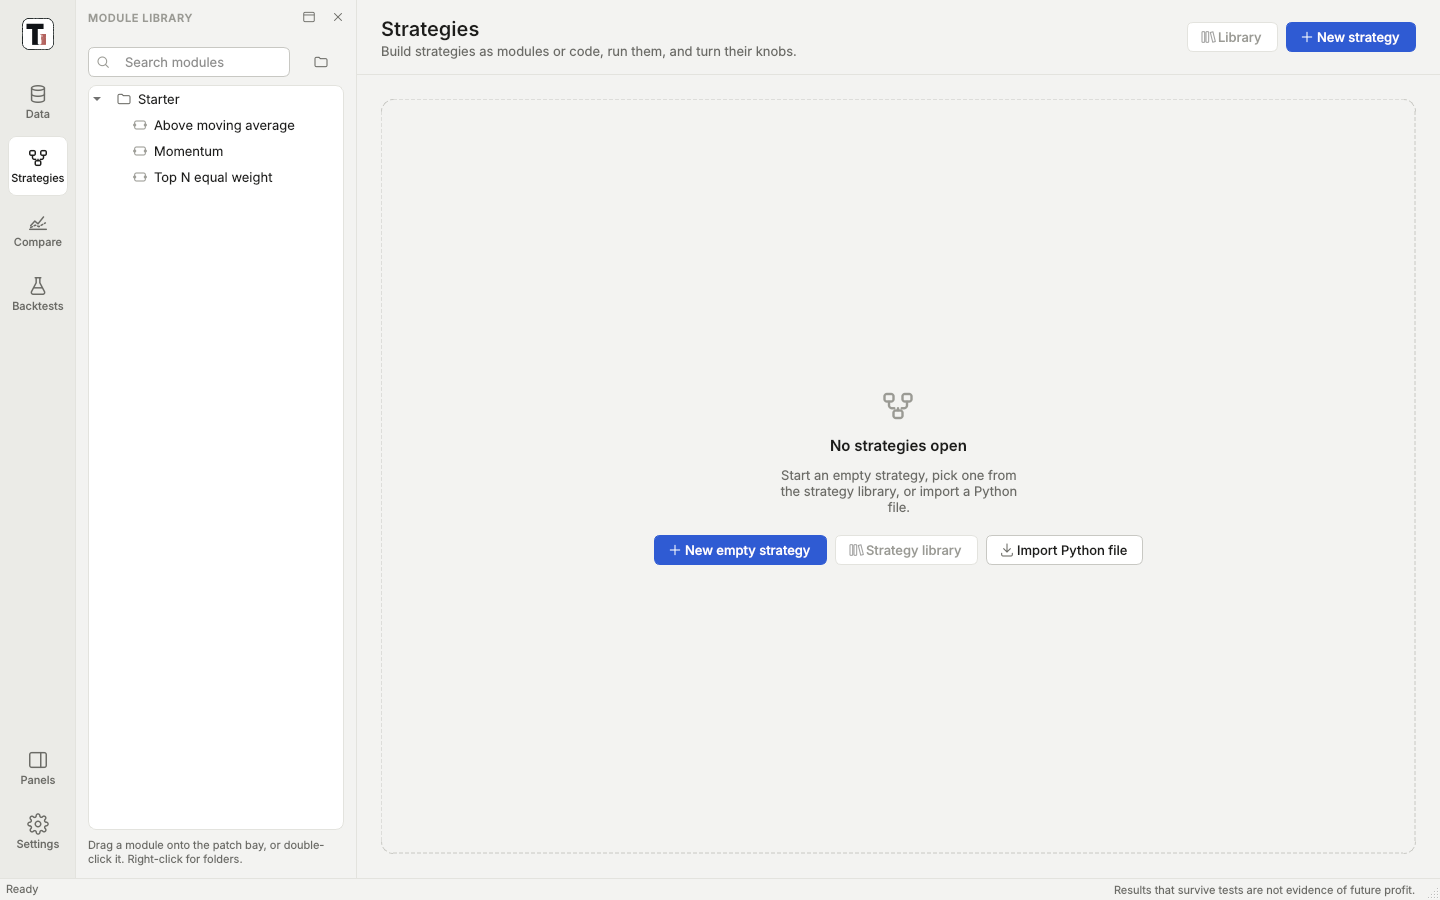 Ti
Data
Strategies
Compare
Backtests
Panels
Settings
MODULE LIBRARY
Search modules
Starter
Above moving average
Momentum
Top N equal weight
Drag a module onto the patch bay, or double-
click it. Right-click for folders.
Strategies
Build strategies as modules or code, run them, and turn their knobs.
Library
New strategy
No strategies open
Start an empty strategy, pick one from
the strategy library, or import a Python
file.
New empty strategy
Strategy library
Import Python file
Ready
Results that survive tests are not evidence of future profit.